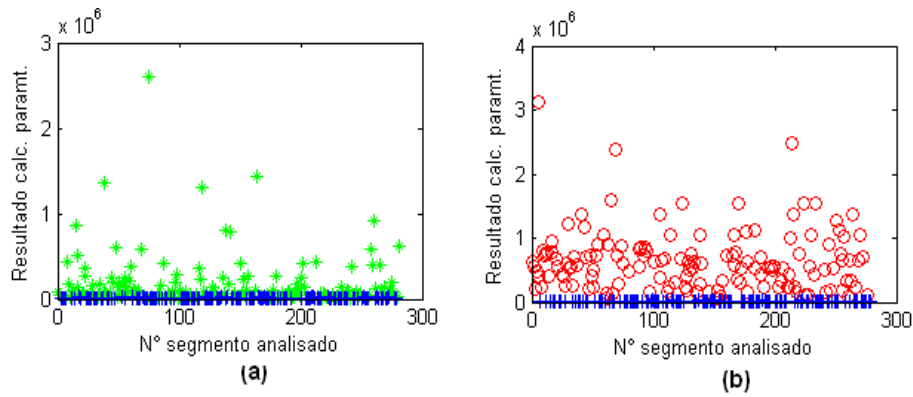 x 10^6
3
2
1
0
0
100
200
300
Resultado calc. paramt.
N° segmento analisado
(a)
x 10^6
4
3
2
1
0
0
100
200
300
Resultado calc. paramt.
N° segmento analisado
(b)